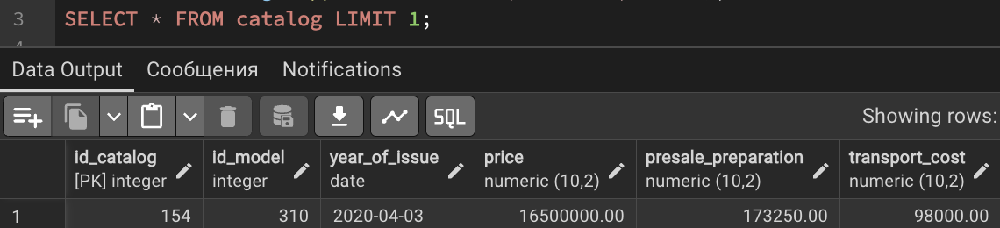 3 SELECT * FROM catalog LIMIT 1;
Data Output Сообщения Notifications
SQL Showing rows:
id_catalog id_model year_of_issue price presale_preparation transport_cost
[PK] integer integer date numeric (10,2) numeric (10,2) numeric (10,2)
1 154 310 2020-04-03 16500000.00 173250.00 98000.00